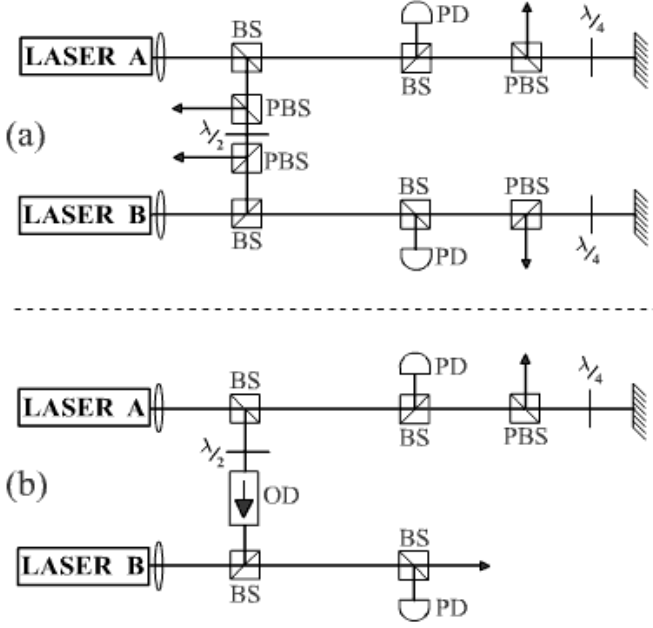 BS PD λ/4
LASER A
BS PBS
PBS
(a) λ/2
PBS
BS PBS
LASER B
BS PD λ/4
PD λ/4
BS
LASER A
BS PBS
λ/2
(b) OD
BS
LASER B
BS PD